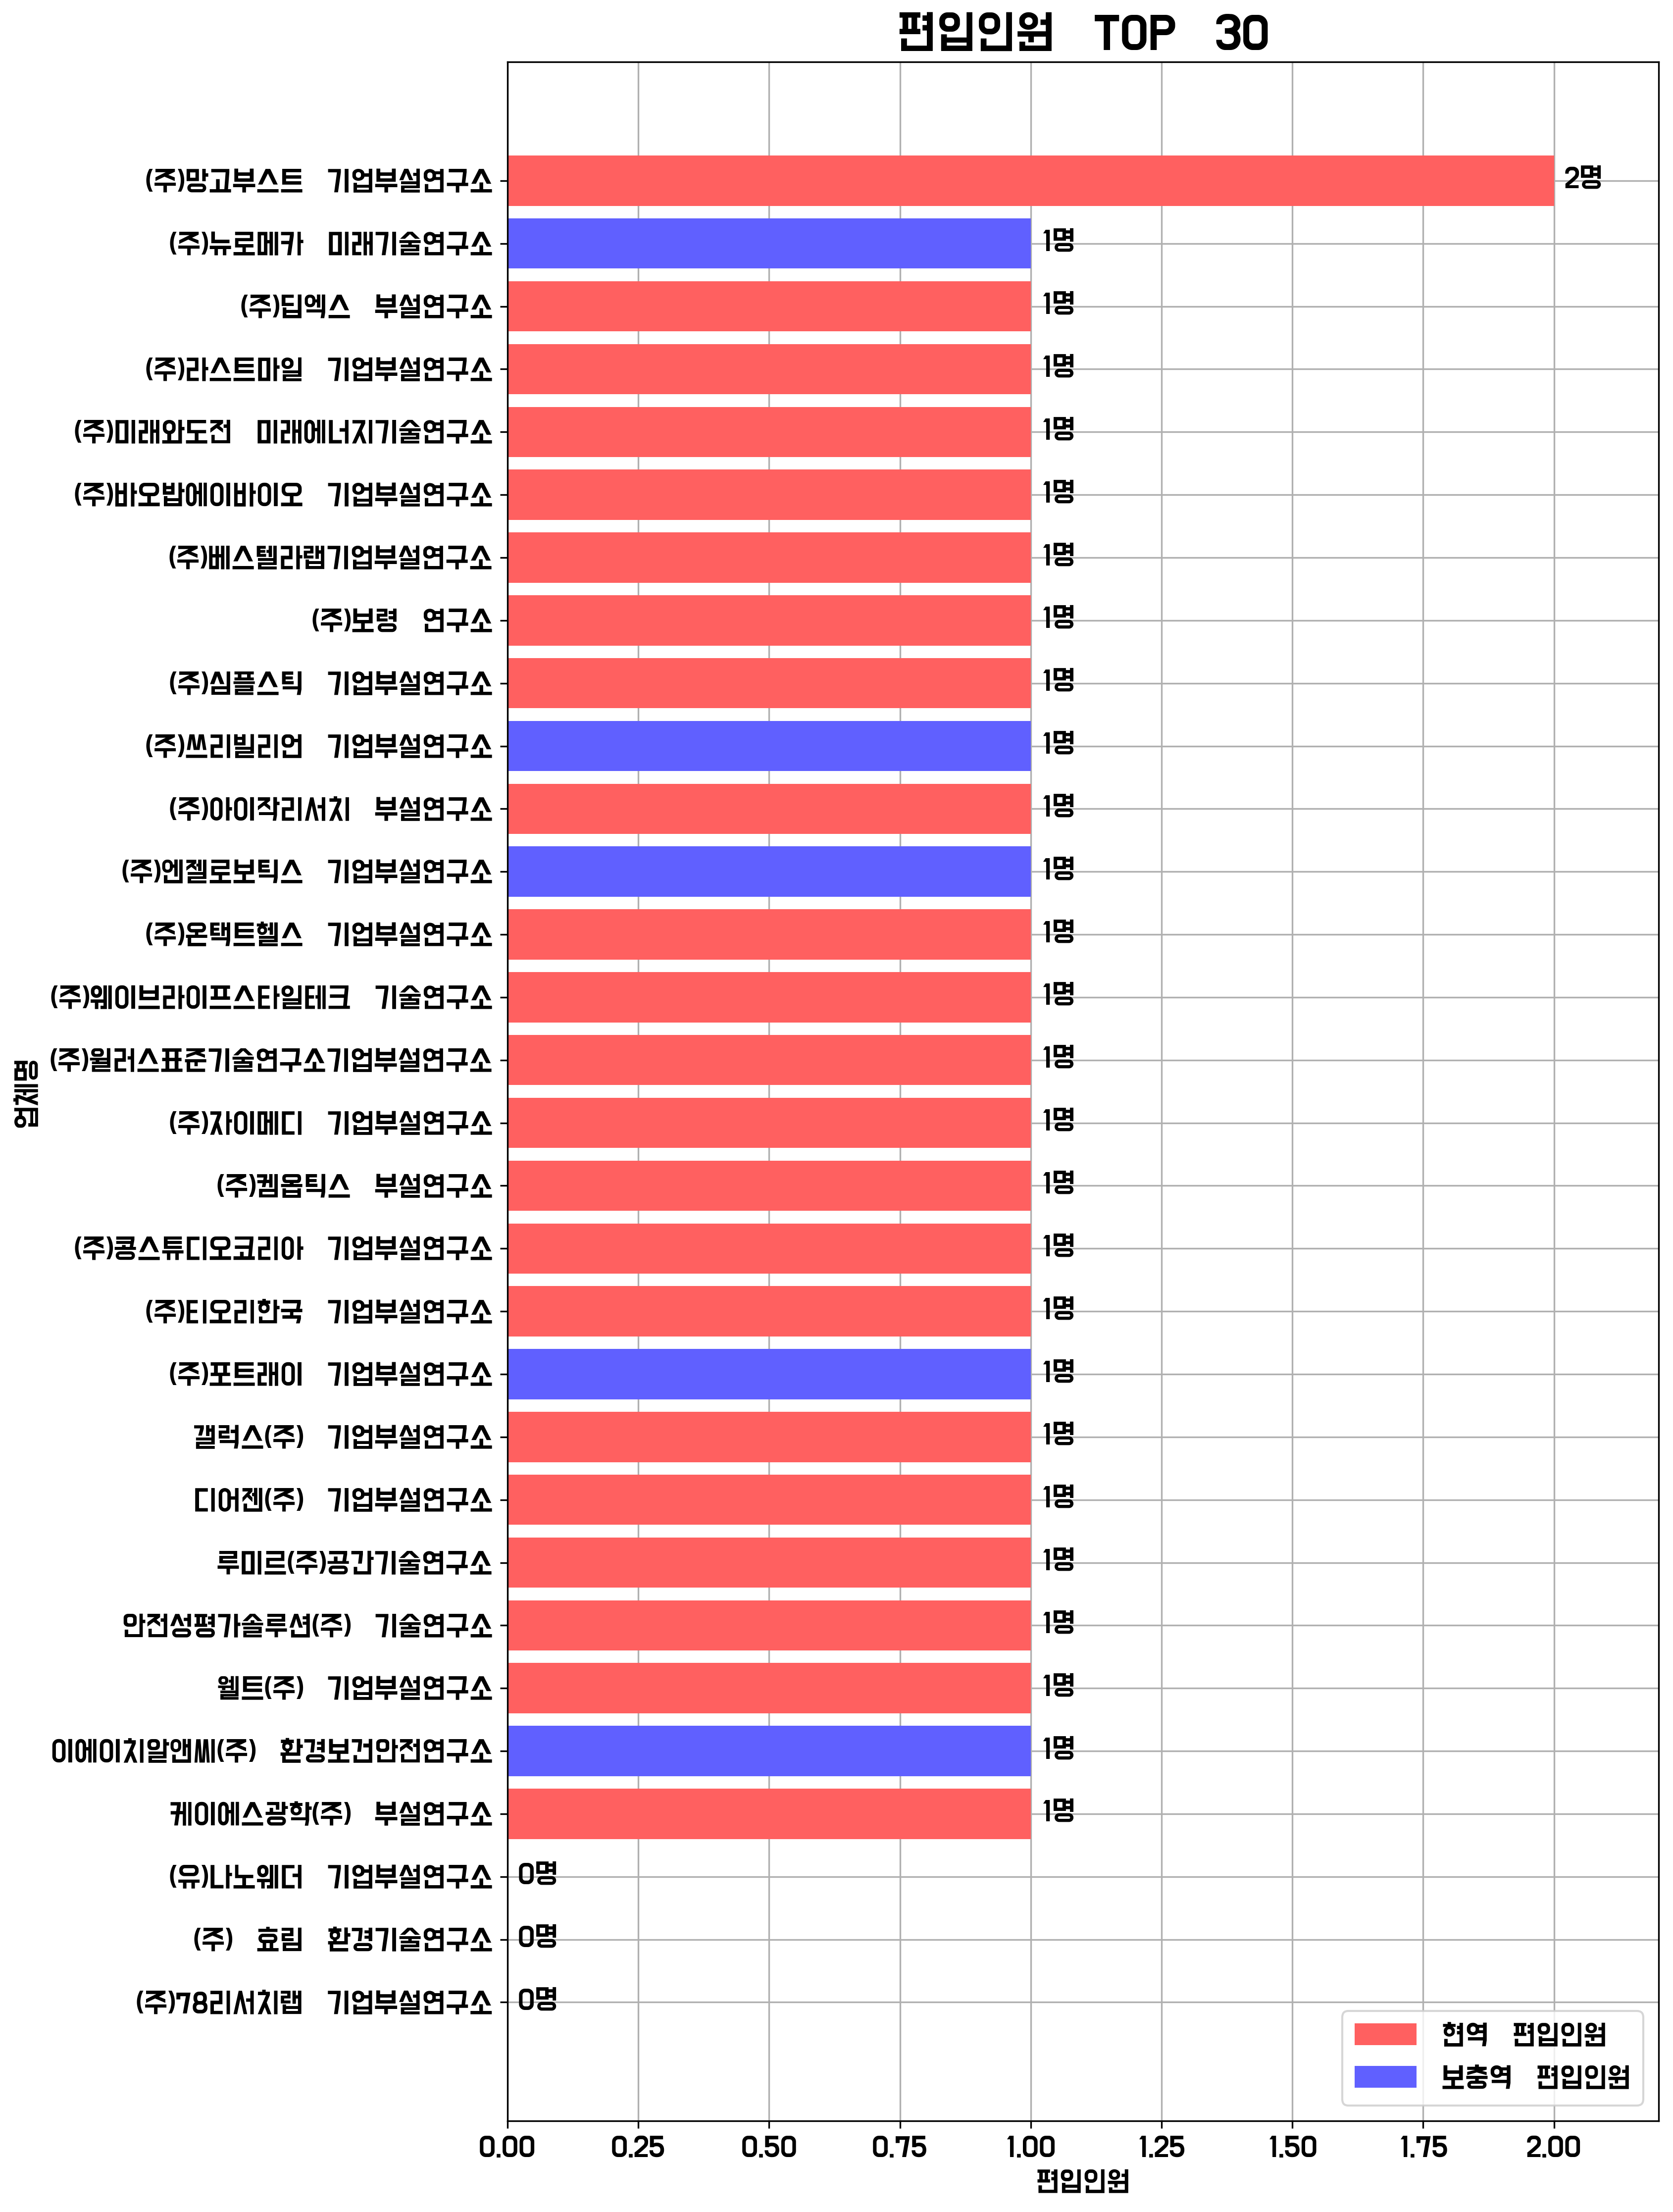 편입인원 TOP 30
(주)망고부스트 기업부설연구소 2명
(주)뉴로메카 미래기술연구소 1명
(주)딥엑스 부설연구소 1명
(주)라스트마일 기업부설연구소 1명
(주)미래와도전 미래에너지기술연구소 1명
(주)바오밥에이바이오 기업부설연구소 1명
(주)베스텔라랩기업부설연구소 1명
(주)보령 연구소 1명
(주)심플스틱 기업부설연구소 1명
(주)쓰리빌리언 기업부설연구소 1명
(주)아이작리서치 부설연구소 1명
(주)엔젤로보틱스 기업부설연구소 1명
(주)온택트헬스 기업부설연구소 1명
(주)웨이브라이프스타일테크 기술연구소 1명
(주)윌러스표준기술연구소기업부설연구소 1명
(주)자이메디 기업부설연구소 1명
(주)켐옵틱스 부설연구소 1명
(주)콩스튜디오코리아 기업부설연구소 1명
(주)티오리한국 기업부설연구소 1명
(주)포트래이 기업부설연구소 1명
갤럭스(주) 기업부설연구소 1명
디어젠(주) 기업부설연구소 1명
루미르(주)공간기술연구소 1명
안전성평가솔루션(주) 기술연구소 1명
웰트(주) 기업부설연구소 1명
이에이치알앤씨(주) 환경보건안전연구소 1명
케이에스광학(주) 부설연구소 1명
(유)나노웨더 기업부설연구소 0명
(주) 효림 환경기술연구소 0명
(주)78리서치랩 기업부설연구소 0명
업체명
현역 편입인원
보충역 편입인원
0.00 0.25 0.50 0.75 1.00 1.25 1.50 1.75 2.00
편입인원